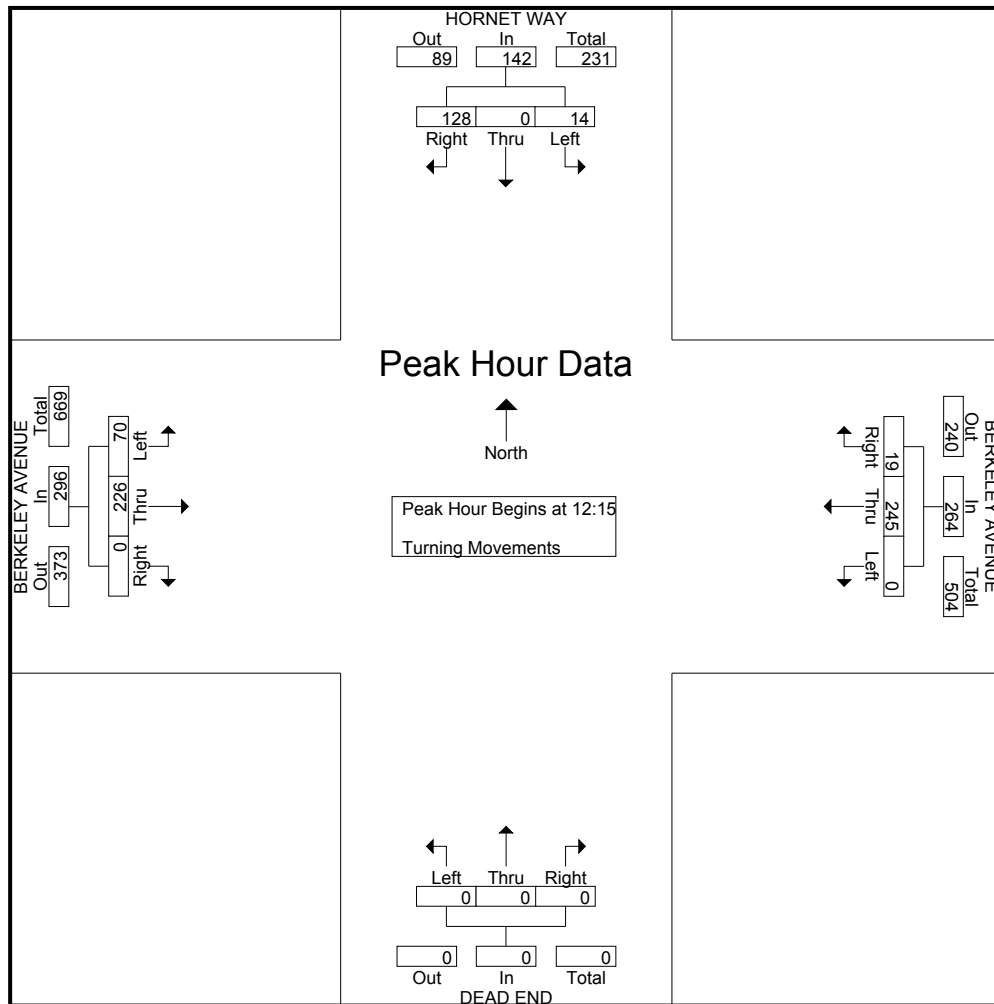 HORNET WAY
Out In Total
89 142 231
128 0 14
Right Thru Left
Peak Hour Data
North
Peak Hour Begins at 12:15
Turning Movements
BERKELEY AVENUE
Out In Total
373 296 669
Left Thru Right
70 226 0
BERKELEY AVENUE
Out In Total
240 264 504
Right Thru Left
19 245 0
Left Thru Right
0 0 0
0 0 0
Out In Total
DEAD END